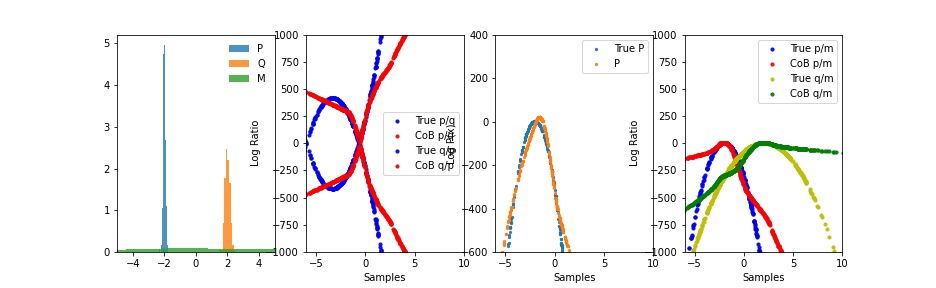 P
Q
M
5
4
3
2
1
0
−4
−2
0
2
4
Log Ratio
1000
750
500
250
0
−250
−500
−750
1000
True p/q
CoB p/q
True q/p
CoB q/p
−5
0
5
10
Samples
400
200
0
−200
−400
−600
True P
P
−5
0
5
10
Samples
Log Ratio
1000
750
500
250
0
−250
−500
−750
1000
True p/m
CoB p/m
True q/m
CoB q/m
−5
0
5
10
Samples